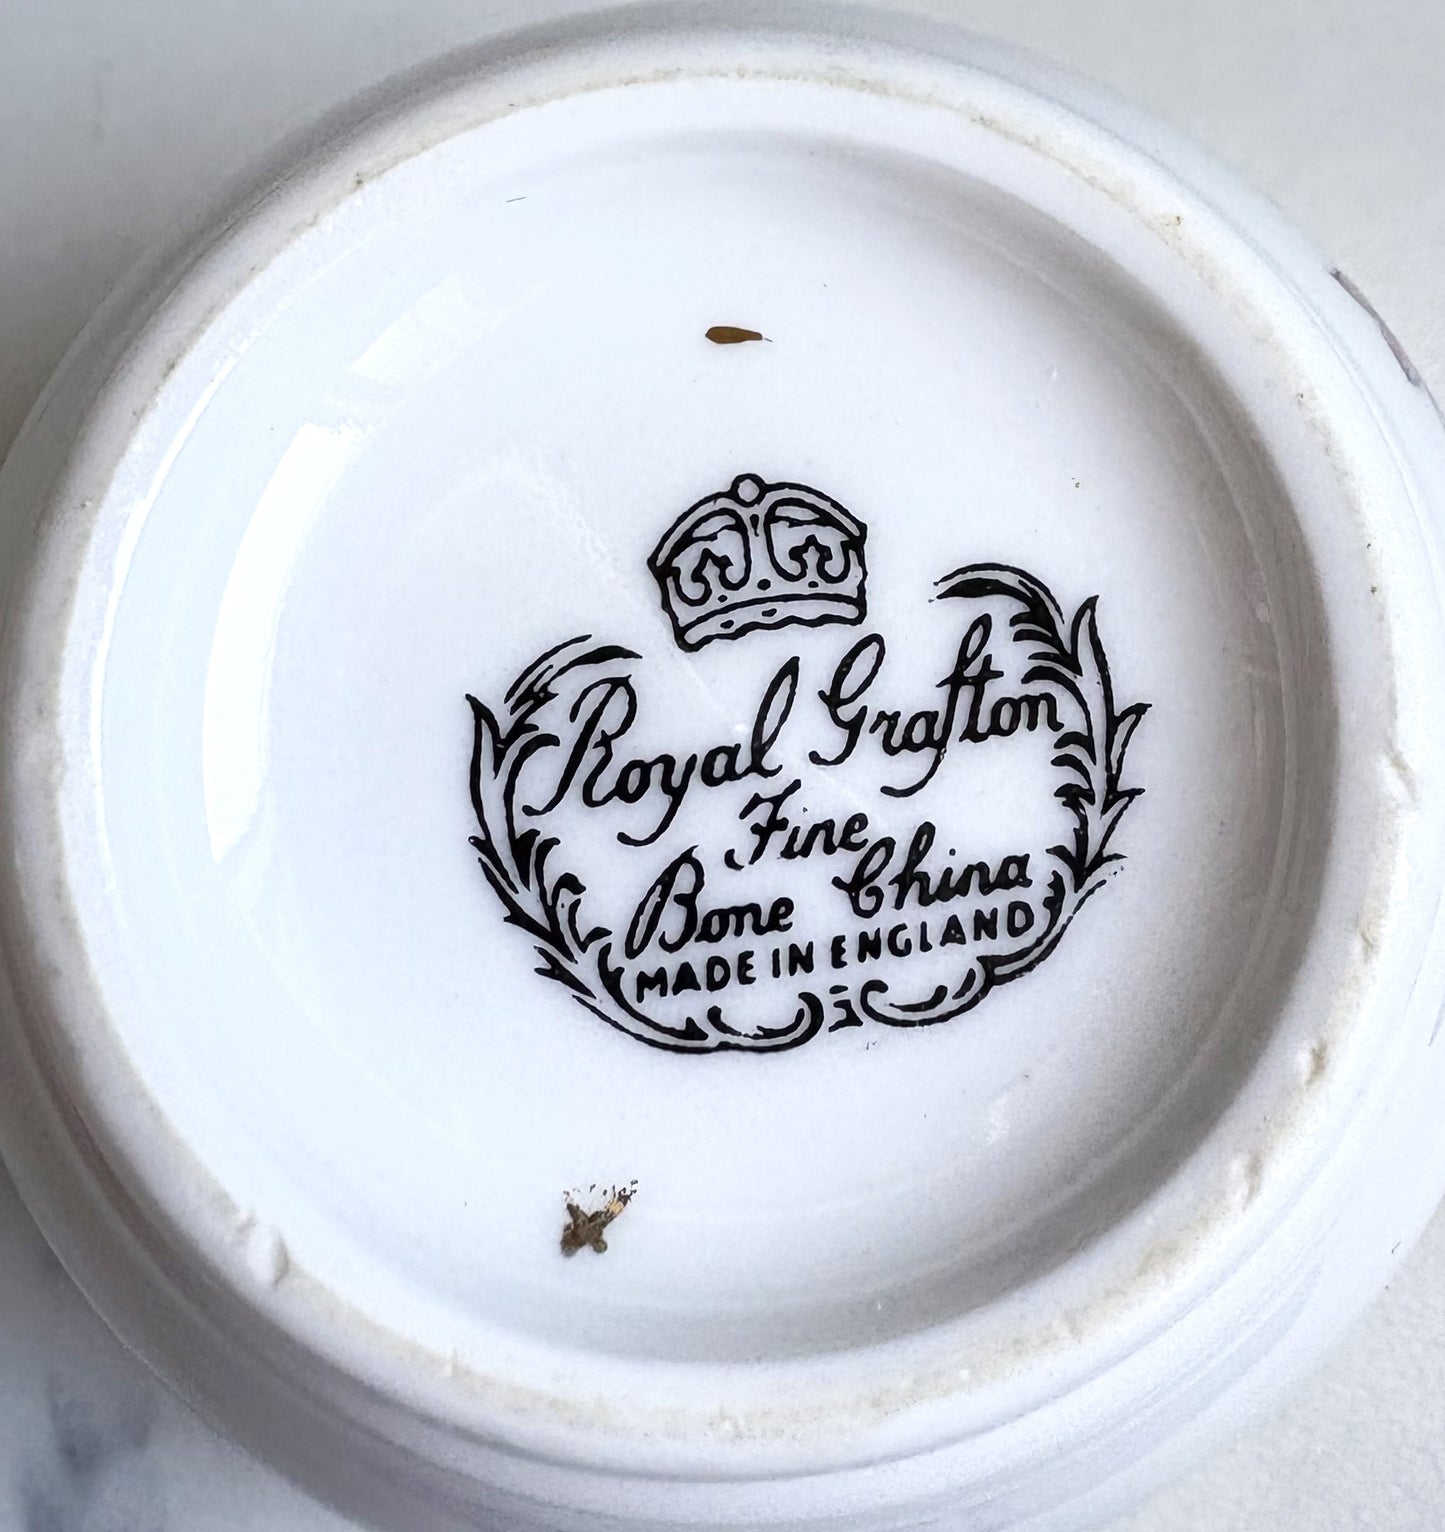 Royal Grafton
Fine
Bone China
MADE IN ENGLAND